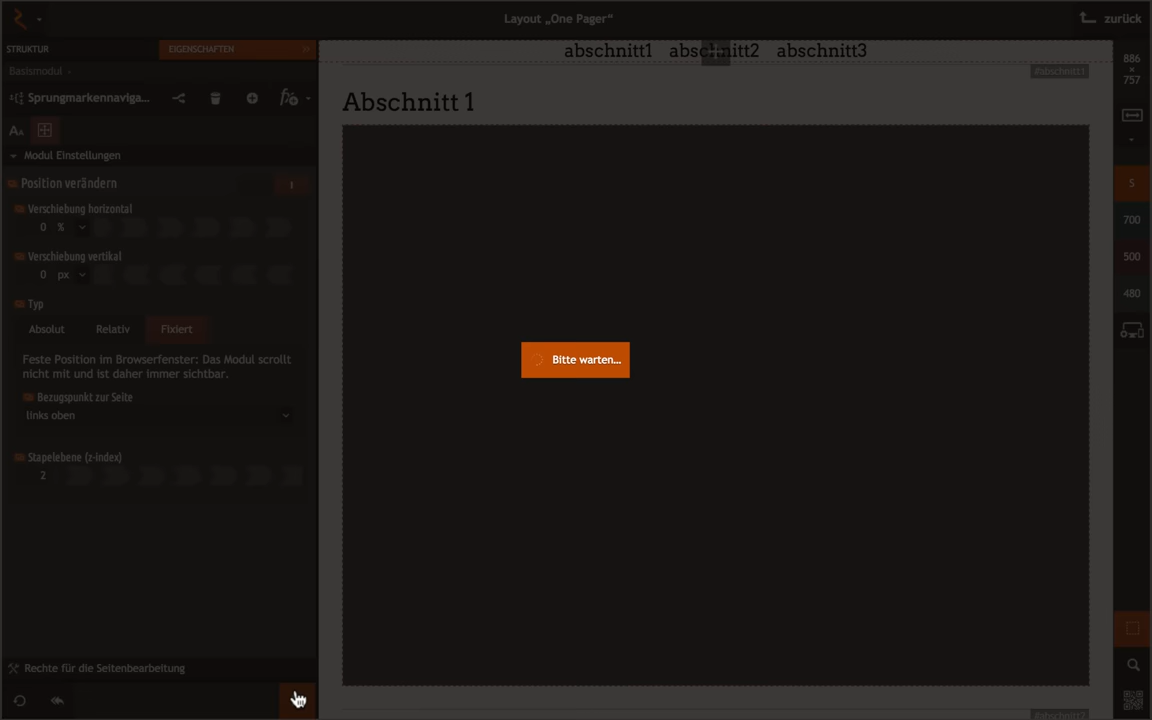 Layout „One Pager“
zurück
STRUKTUR
EIGENSCHAFTEN
Basismodul
Sprungmarkennaviga...
Modul Einstellungen
Position verändern
Verschiebung horizontal
0 %
Verschiebung vertikal
0 px
Typ
Absolut Relativ Fixiert
Feste Position im Browserfenster: Das Modul scrollt
nicht mit und ist daher immer sichtbar.
Bezugspunkt zur Seite
links oben
Stapelebene (z-index)
2
Rechte für die Seitenbearbeitung
abschnitt1 abschnitt2 abschnitt3
#abschnitt1
Abschnitt 1
Bitte warten...
#abschnitt2
886
×
757
S
700
500
480